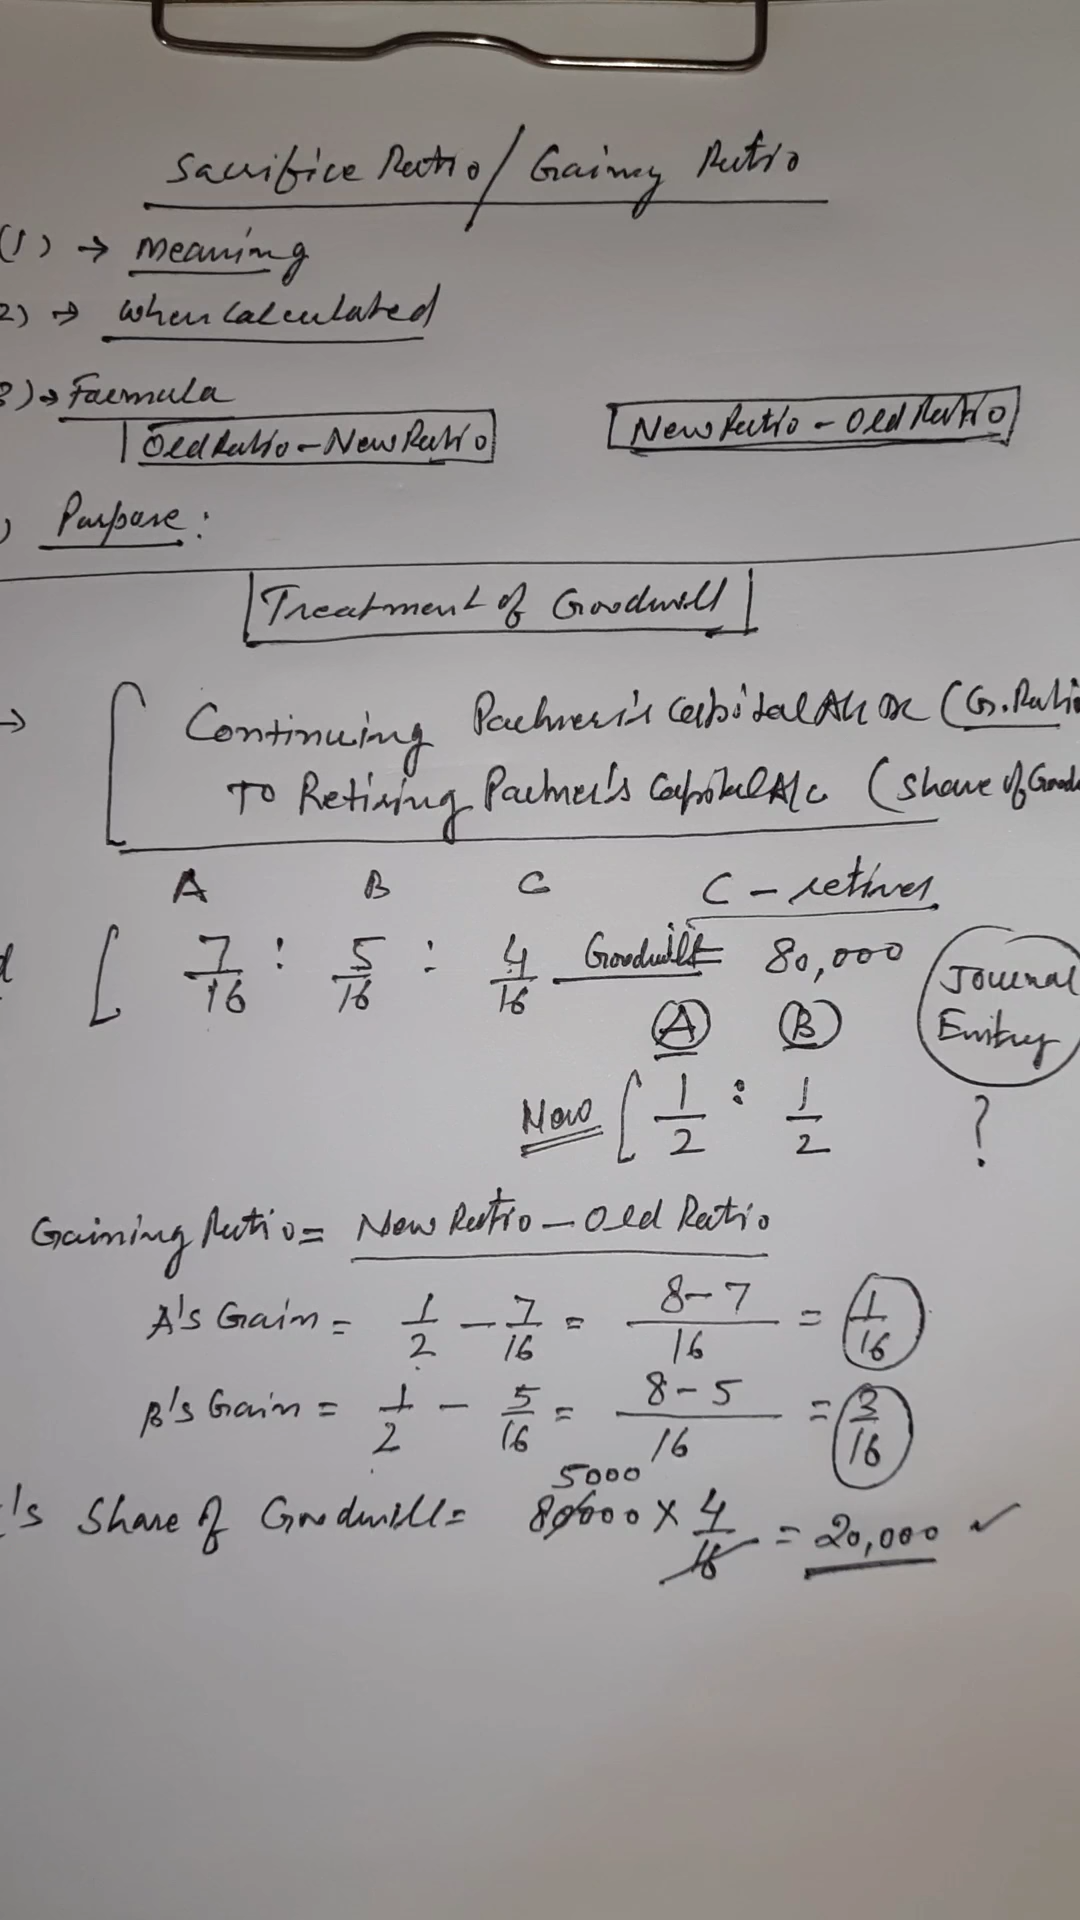 Sacrifice Ratio / Gaining Ratio
(1) → Meaning
2) → When Calculated
3) → Formula
Old Ratio - New Ratio
New Ratio - Old Ratio
) Purpose :
Treatment of Goodwill
→ Continuing Partner's Capital A/c Dr (G. Ratio
To Retiring Partner's Capital A/c (Share of Good
A B C C - retires
d [ 7/16 : 5/16 : 4/16 Goodwill = 80,000 Journal Entry
A B
New [ 1/2 : 1/2 ?
Gaining Ratio = New Ratio - Old Ratio
A's Gain = 1/2 - 7/16 = 8-7/16 = 1/16
B's Gain = 1/2 - 5/16 = 8-5/16 = 3/16
5000
's Share of Goodwill = 80000 x 4/16 = 20,000 ✓